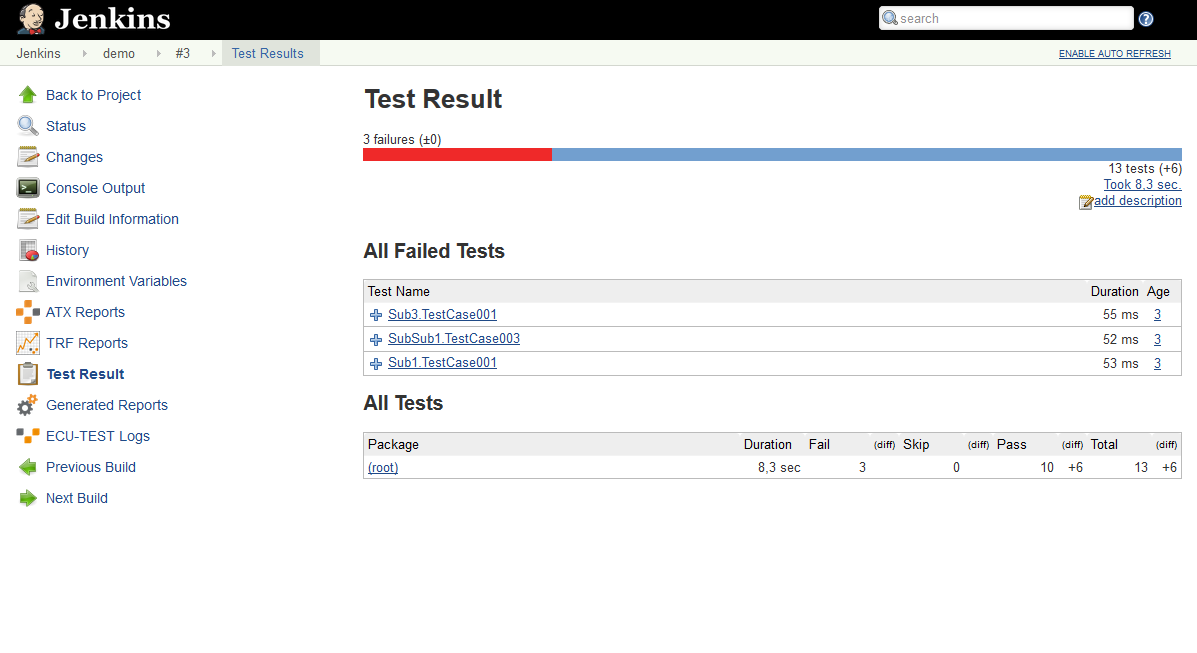 Jenkins
search
?
Jenkins demo #3 Test Results
ENABLE AUTO REFRESH
Back to Project
Status
Changes
Console Output
Edit Build Information
History
Environment Variables
ATX Reports
TRF Reports
Test Result
Generated Reports
ECU-TEST Logs
Previous Build
Next Build
Test Result
3 failures (±0)
13 tests (+6)
Took 8,3 sec.
add description
All Failed Tests
Test Name Duration Age
Sub3.TestCase001 55 ms 3
SubSub1.TestCase003 52 ms 3
Sub1.TestCase001 53 ms 3
All Tests
Package Duration Fail (diff) Skip (diff) Pass (diff) Total (diff)
(root) 8,3 sec 3 0 10 +6 13 +6